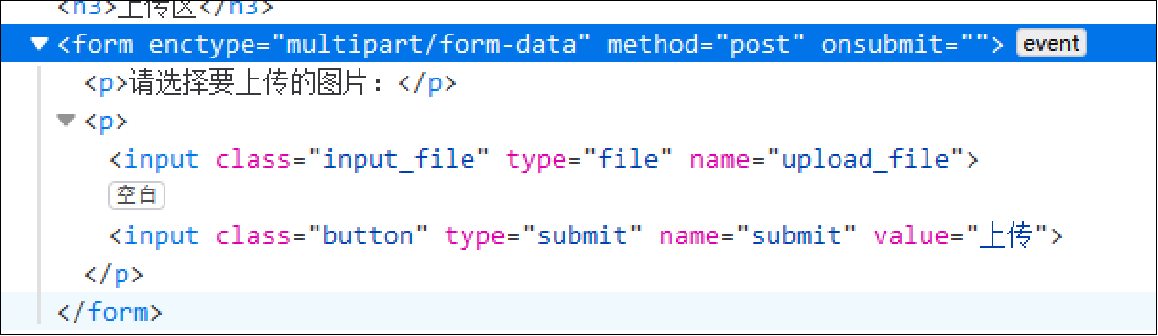 <h3>上传区</h3>
<form enctype="multipart/form-data" method="post" onsubmit=""> event
<p>请选择要上传的图片：</p>
<p>
<input class="input_file" type="file" name="upload_file">
空白
<input class="button" type="submit" name="submit" value="上传">
</p>
</form>